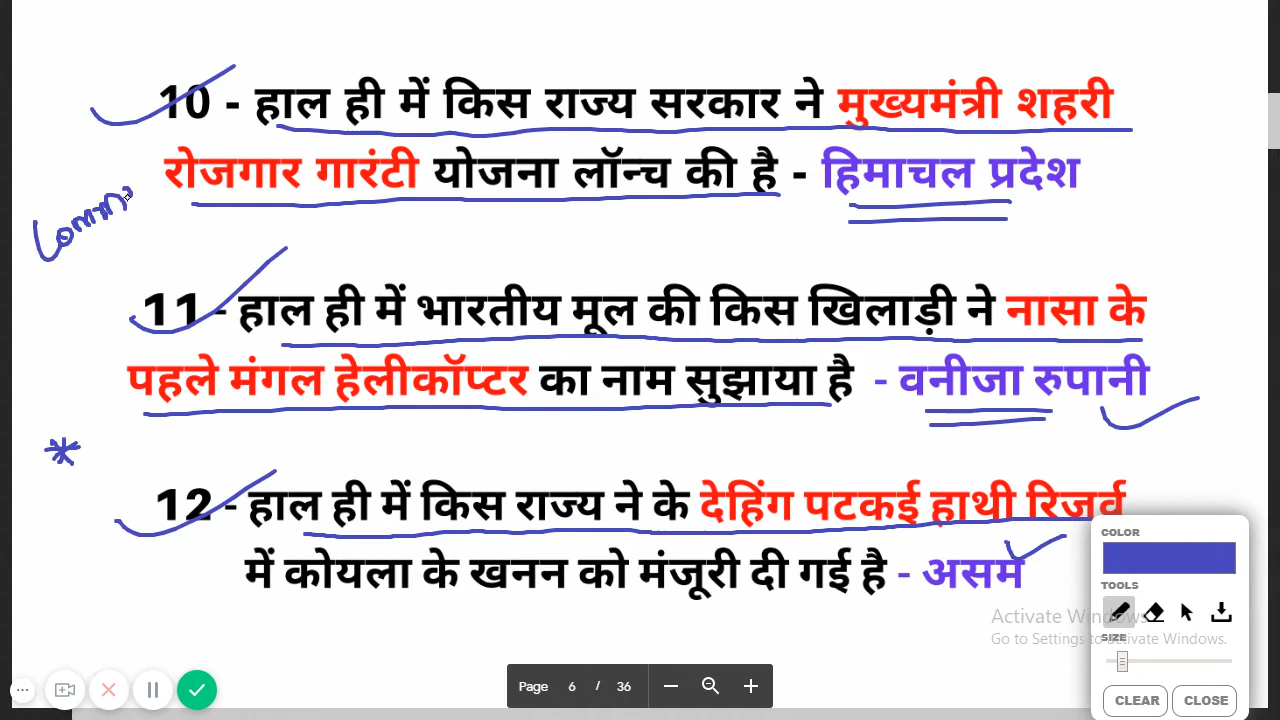 10 - हाल ही में किस राज्य सरकार ने मुख्यमंत्री शहरी
रोजगार गारंटी योजना लॉन्च की है - हिमाचल प्रदेश
Comm
11 - हाल ही में भारतीय मूल की किस खिलाड़ी ने नासा के
पहले मंगल हेलीकॉप्टर का नाम सुझाया है - वनीजा रुपानी
*
12 - हाल ही में किस राज्य ने के देहिंग पटकई हाथी रिजर्व
में कोयला के खनन को मंजूरी दी गई है - असम
COLOR
TOOLS
SIZE
CLEAR CLOSE
Activate Windows
Go to Settings to activate Windows.
Page 6 / 36